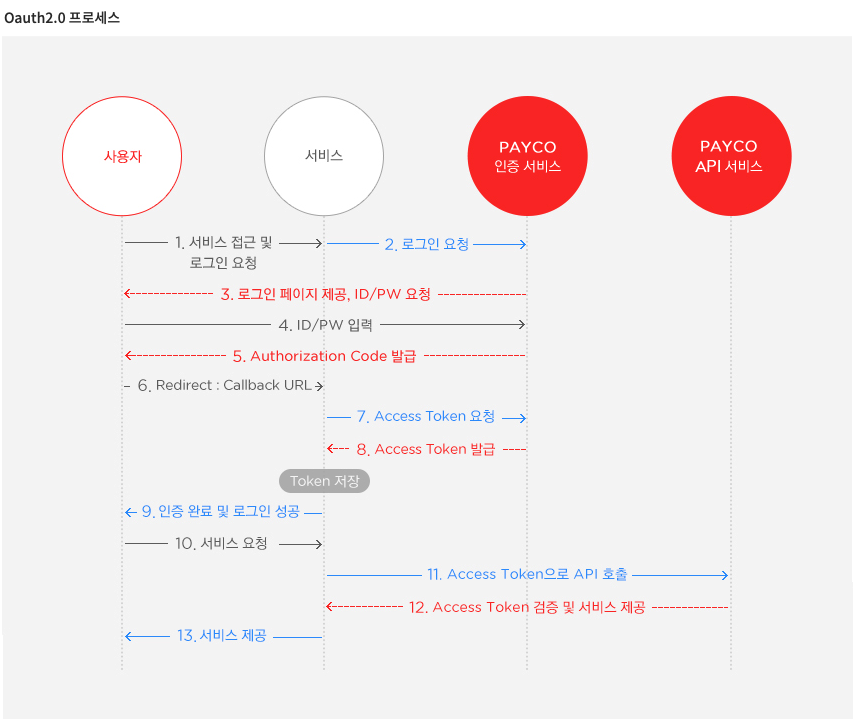 Oauth2.0 프로세스
사용자
서비스
PAYCO
인증 서비스
PAYCO
API 서비스
1. 서비스 접근 및
로그인 요청
2. 로그인 요청
3. 로그인 페이지 제공, ID/PW 요청
4. ID/PW 입력
5. Authorization Code 발급
6. Redirect : Callback URL
7. Access Token 요청
8. Access Token 발급
Token 저장
9. 인증 완료 및 로그인 성공
10. 서비스 요청
11. Access Token으로 API 호출
12. Access Token 검증 및 서비스 제공
13. 서비스 제공